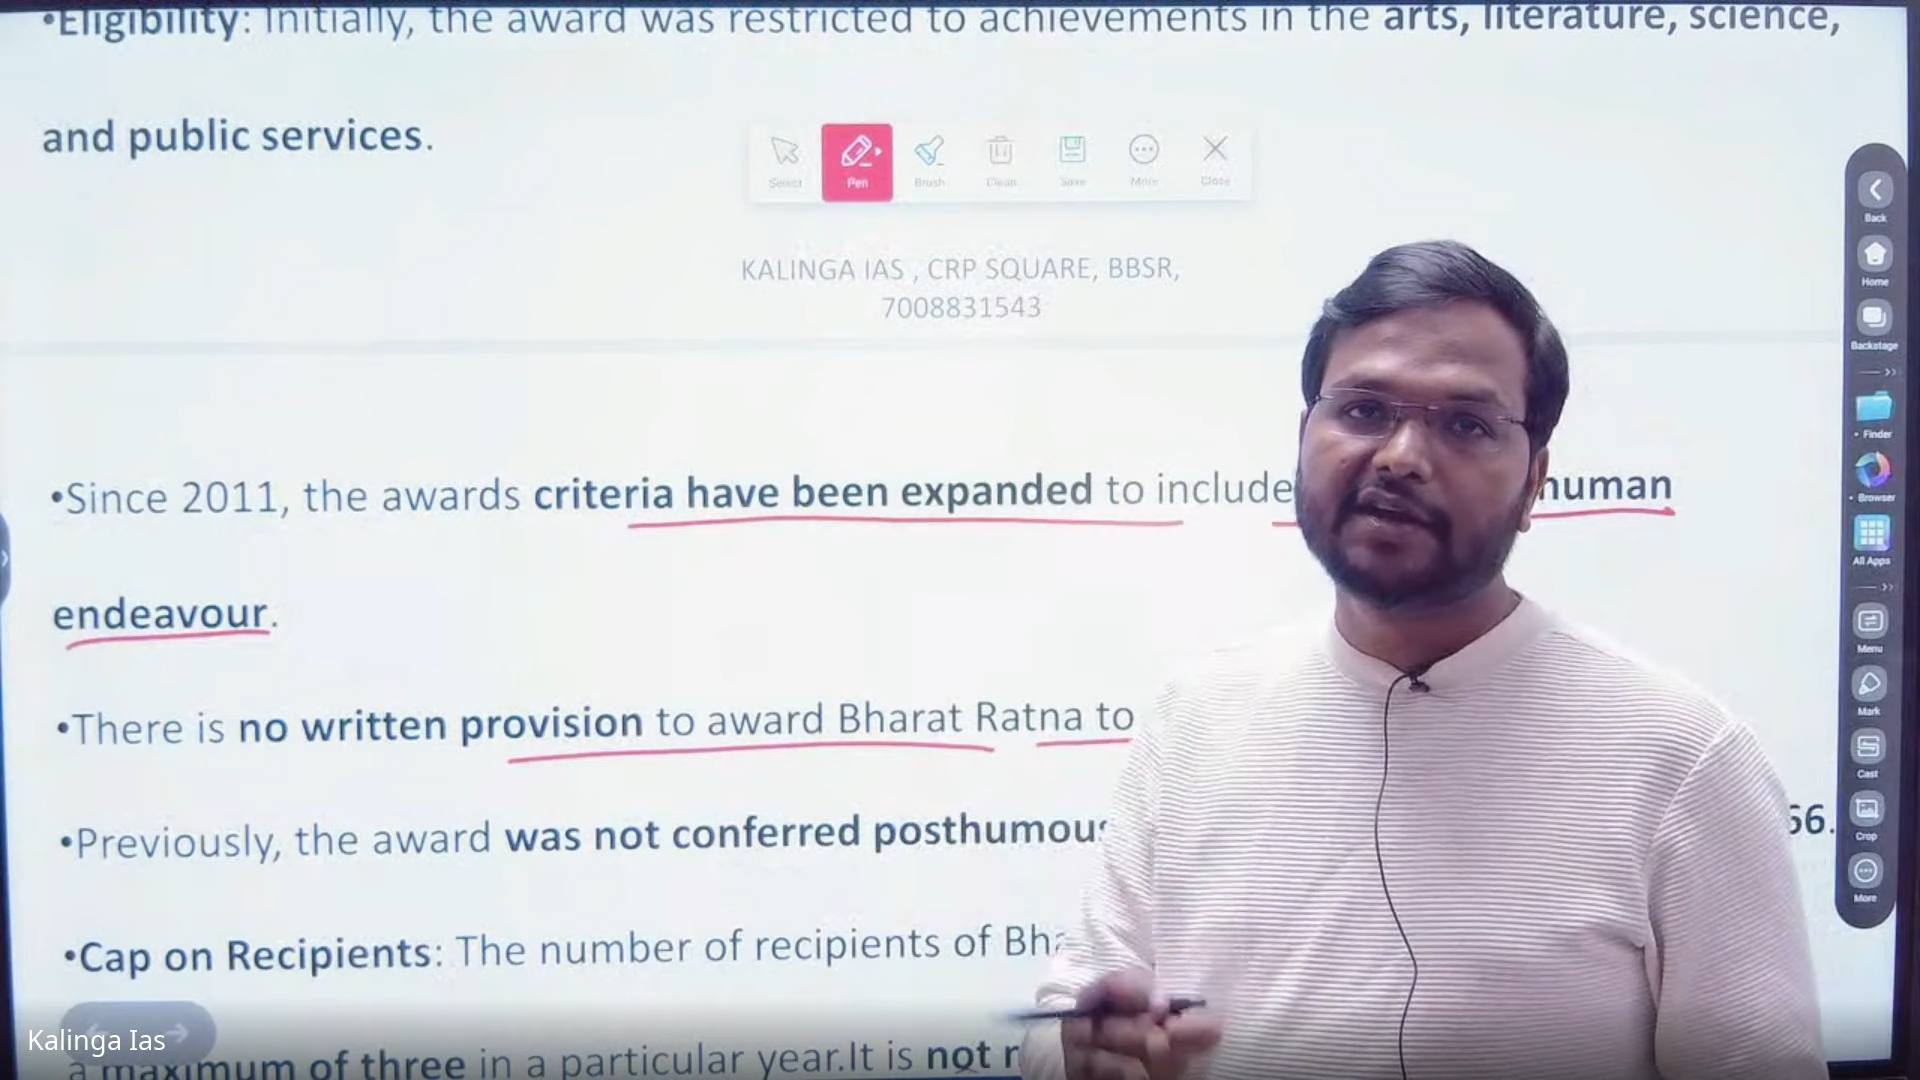 •Eligibility: Initially, the award was restricted to achievements in the arts, literature, science,
and public services.
Select
Pen
Brush
Clean
Save
More
Close
KALINGA IAS , CRP SQUARE, BBSR,
7008831543
•Since 2011, the awards criteria have been expanded to include human
endeavour.
•There is no written provision to award Bharat Ratna to
•Previously, the award was not conferred 66.
•Cap on Recipients: The number of recipients of
a maximum of three in a particular year.It is not
Back
Home
Backstage
• Finder
• Browser
All Apps
Menu
Mark
Cast
Crop
More
Kalinga Ias